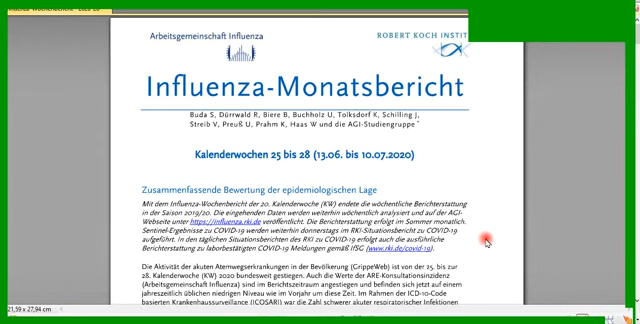 Arbeitsgemeinschaft Influenza
ROBERT KOCH INSTIT
Influenza-Monatsbericht
Buda S, Dürrwald R, Biere B, Buchholz U, Tolksdorf K, Schilling J,
Streib V, Preuß U, Prahm K, Haas W und die AGI-Studiengruppe *
Kalenderwochen 25 bis 28 (13.06. bis 10.07.2020)
Zusammenfassende Bewertung der epidemiologischen Lage
Mit dem Influenza-Wochenbericht der 20. Kalenderwoche (KW) endete die wöchentliche Berichterstattung
in der Saison 2019/20. Die eingehenden Daten werden weiterhin wöchentlich analysiert und auf der AGI-
Webseite unter https://influenza.rki.de veröffentlicht. Die Berichterstattung erfolgt im Sommer monatlich.
Sentinel-Ergebnisse zu COVID-19 werden weiterhin donnerstags im RKI-Situationsbericht zu COVID-19
aufgeführt. In den täglichen Situationsberichten des RKI zu COVID-19 erfolgt auch die ausführliche
Berichterstattung zu laborbestätigten COVID-19 Meldungen gemäß IfSG (www.rki.de/covid-19).
Die Aktivität der akuten Atemwegserkrankungen in der Bevölkerung (GrippeWeb) ist von der 25. bis zur
28. Kalenderwoche (KW) 2020 bundesweit gestiegen. Auch die Werte der ARE-Konsultationsinzidenz
(Arbeitsgemeinschaft Influenza) sind im Berichtszeitraum angestiegen und befinden sich jetzt auf einem
jahreszeitlich üblichen niedrigen Niveau wie im Vorjahr um diese Zeit. Im Rahmen der ICD-10-Code
basierten Krankenhaussurveillance (ICOSARI) war die Zahl schwerer akuter respiratorischer Infektionen
21,59 x 27,94 cm